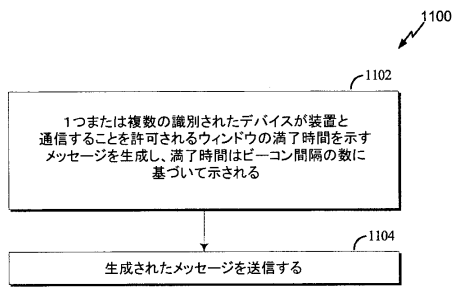 1100
1102
1つまたは複数の識別されたデバイスが装置と
通信することを許可されるウィンドウの満了時間を示す
メッセージを生成し、満了時間はビーコン間隔の数に
基づいて示される
1104
生成されたメッセージを送信する